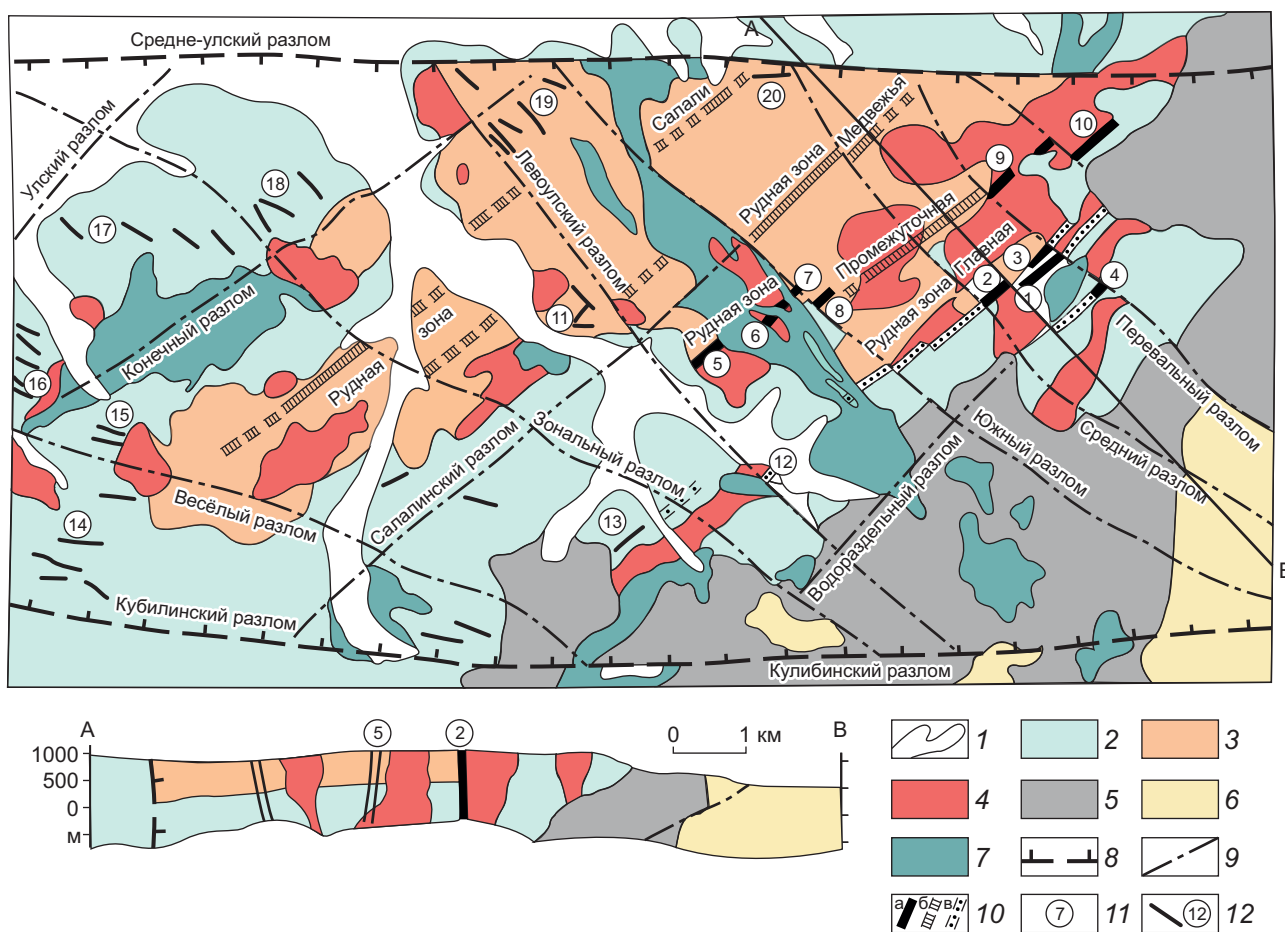 Средне-улский разлом
А
Улский разлом
19
Салали
20
Медвежья
10
18
17
Левоулский разлом
Рудная зона
9
Промежуточная
Главная
3
4
2
1
7
8
Конечный разлом
зона
11
Рудная зона
6
5
Рудная зона
Перевальный разлом
16
15
Рудная
Зональный разлом
Южный разлом
Средний разлом
12
Весёлый разлом
Салалинский разлом
13
Водораздельный разлом
14
В
Кубилинский разлом
Кулибинский разлом
А
5
2
0 1 км
В
1000
500
0
м
1 2 3
4 5 6
7 8 9
а б в 10 7 11 12 12